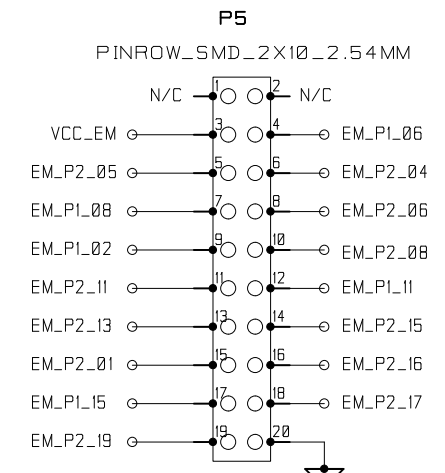 P5
PINROW_SMD_2X10_2.54MM
N/C 1 2 N/C
VCC_EM 3 4 EM_P1_06
EM_P2_05 5 6 EM_P2_04
EM_P1_08 7 8 EM_P2_06
EM_P1_02 9 10 EM_P2_08
EM_P2_11 11 12 EM_P1_11
EM_P2_13 13 14 EM_P2_15
EM_P2_01 15 16 EM_P2_16
EM_P1_15 17 18 EM_P2_17
EM_P2_19 19 20